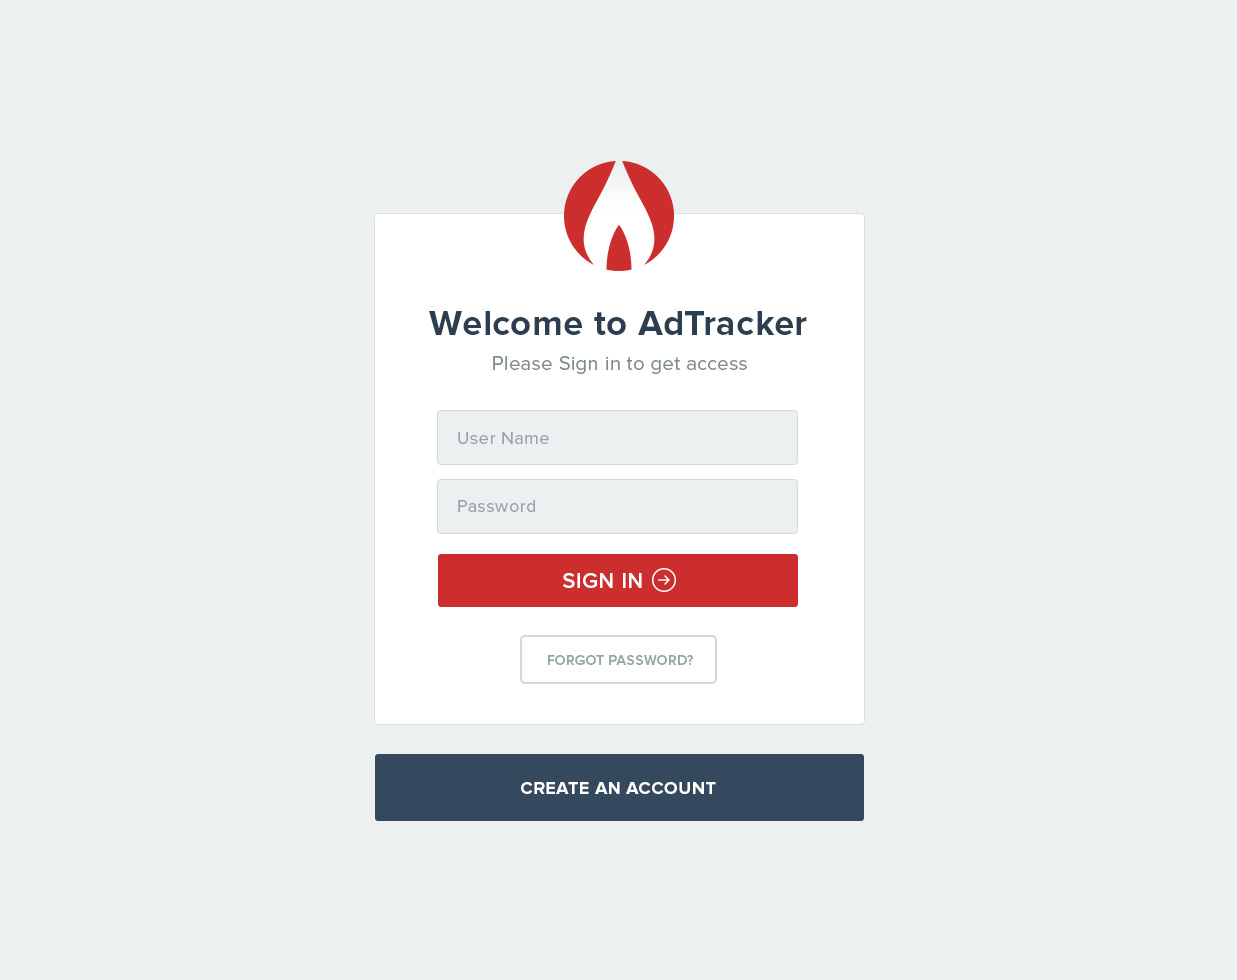 Welcome to AdTracker
Please Sign in to get access
User Name
Password
SIGN IN
FORGOT PASSWORD?
CREATE AN ACCOUNT